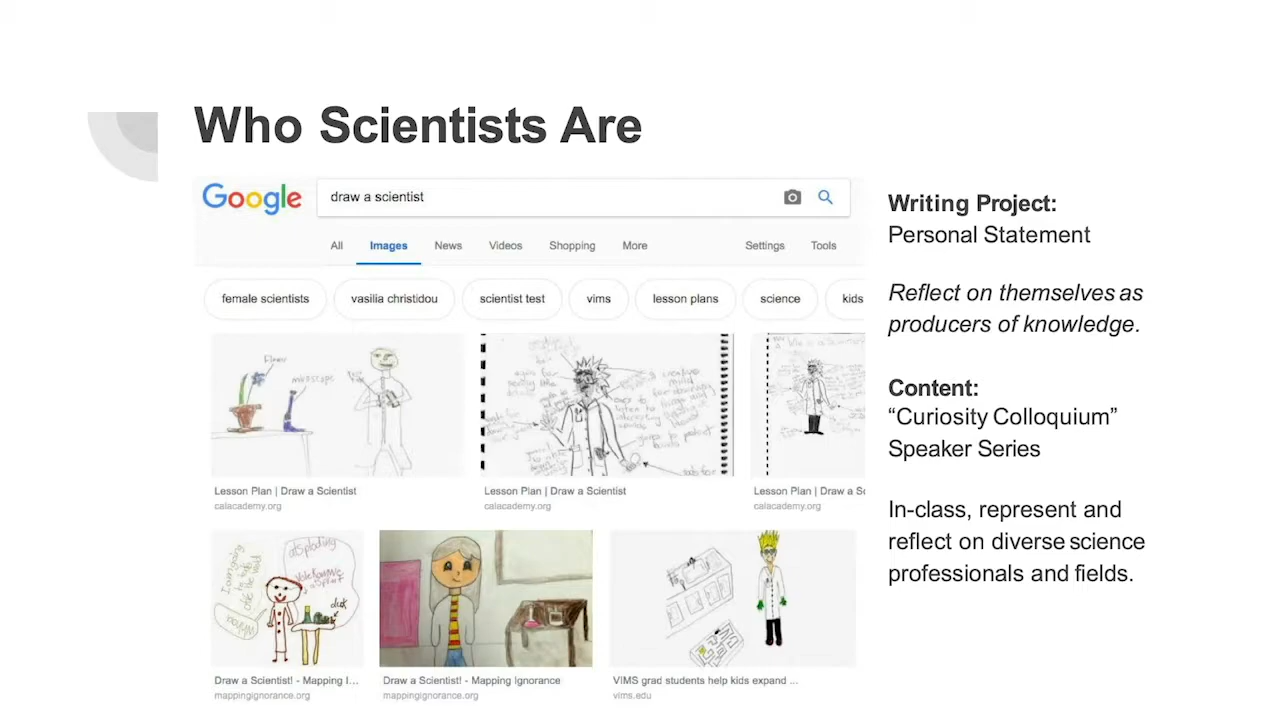 Who Scientists Are
Google
draw a scientist
All Images News Videos Shopping More Settings Tools
female scientists vasilia christidou scientist test vims lesson plans science kids
Flower
microscope
Lesson Plan | Draw a Scientist
calacademy.org
Lesson Plan | Draw a Scientist
calacademy.org
Lesson Plan | Draw a Sc
calacademy.org
Draw a Scientist! - Mapping I...
mappingignorance.org
Draw a Scientist! - Mapping Ignorance
mappingignorance.org
VIMS grad students help kids expand ...
vims.edu
Writing Project:
Personal Statement
Reflect on themselves as
producers of knowledge.
Content:
“Curiosity Colloquium”
Speaker Series
In-class, represent and
reflect on diverse science
professionals and fields.